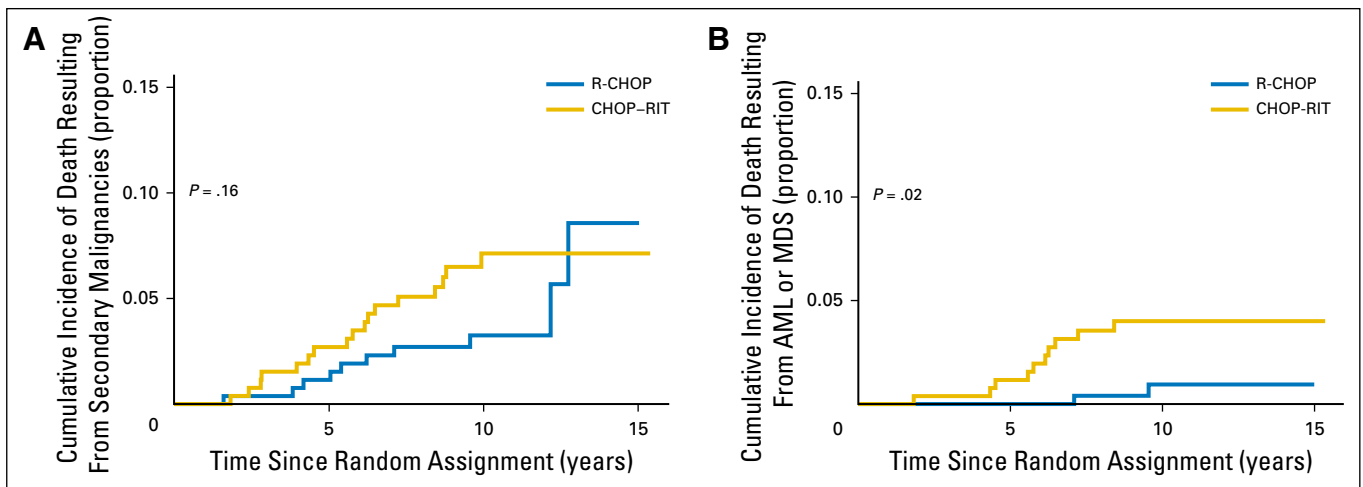 A
Cumulative Incidence of Death Resulting
From Secondary Malignancies (proportion)
0.15
0.10
0.05
0
5
10
15
P = .16
R-CHOP
CHOP–RIT
Time Since Random Assignment (years)
B
Cumulative Incidence of Death Resulting
From AML or MDS (proportion)
0.15
0.10
0.05
0
5
10
15
P = .02
R-CHOP
CHOP-RIT
Time Since Random Assignment (years)